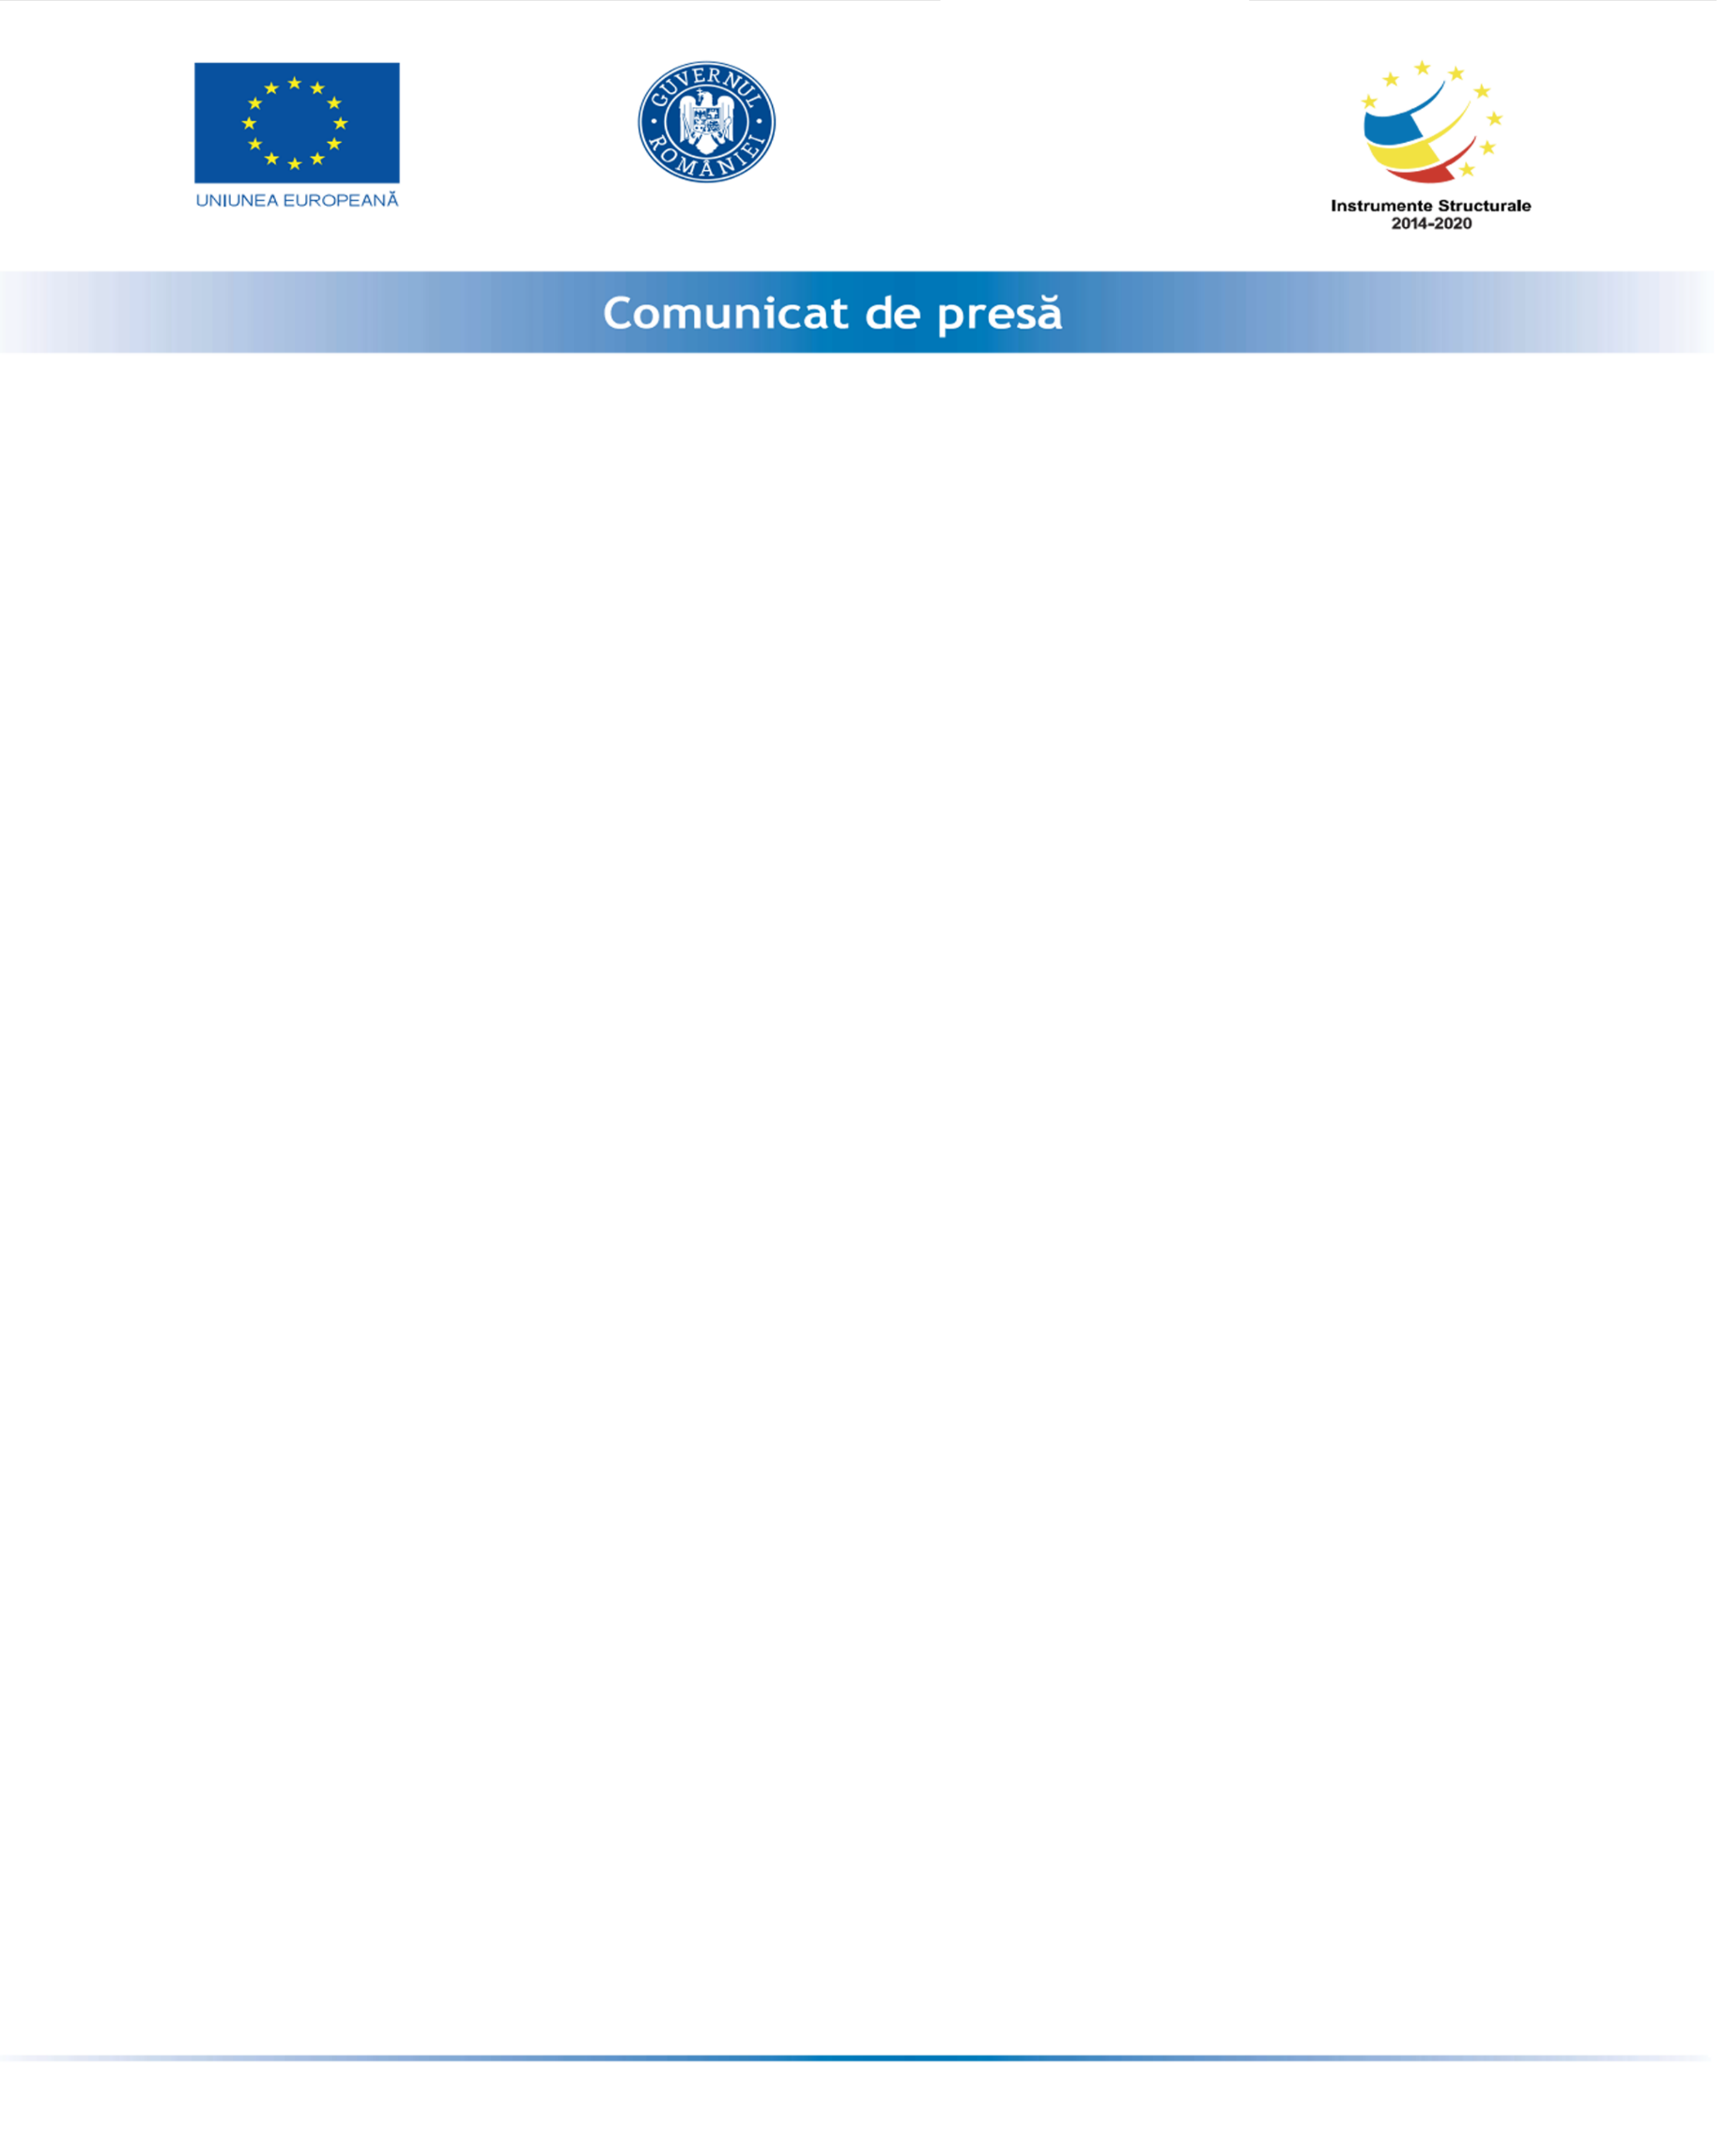 GUVERNUL ROMÂNIEI
UNIUNEA EUROPEANĂ
Instrumente Structurale
2014-2020
Comunicat de presă